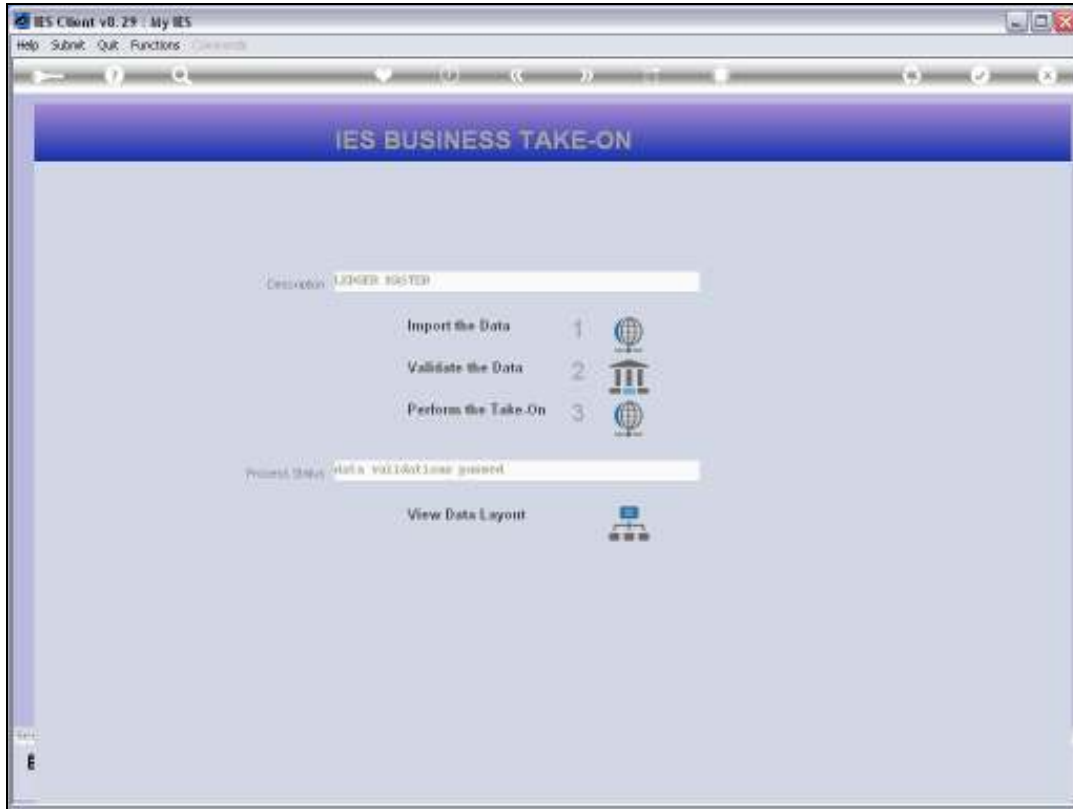 IES Client v8.29 : My IES
Help Submit Quit Functions Commands
IES BUSINESS TAKE-ON
Description LEDGER MASTER
Import the Data 1
Validate the Data 2
Perform the Take-On 3
Process Status data validations passed
View Data Layout